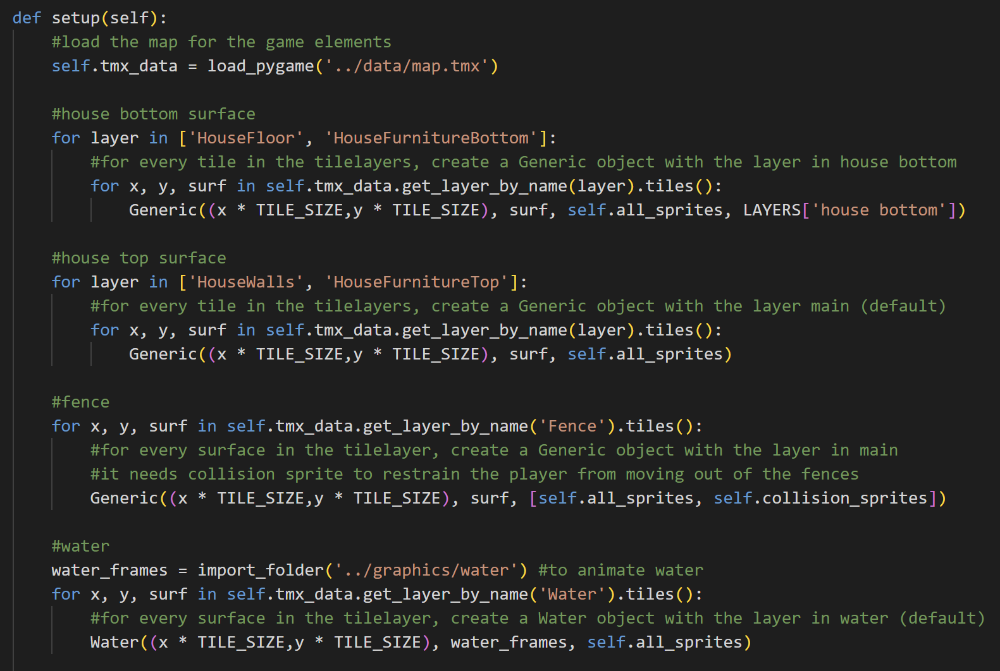 def setup(self):
    #load the map for the game elements
    self.tmx_data = load_pygame('../data/map.tmx')

    #house bottom surface
    for layer in ['HouseFloor', 'HouseFurnitureBottom']:
        #for every tile in the tilelayers, create a Generic object with the layer in house bottom
        for x, y, surf in self.tmx_data.get_layer_by_name(layer).tiles():
            Generic((x * TILE_SIZE,y * TILE_SIZE), surf, self.all_sprites, LAYERS['house bottom'])

    #house top surface
    for layer in ['HouseWalls', 'HouseFurnitureTop']:
        #for every tile in the tilelayers, create a Generic object with the layer main (default)
        for x, y, surf in self.tmx_data.get_layer_by_name(layer).tiles():
            Generic((x * TILE_SIZE,y * TILE_SIZE), surf, self.all_sprites)

    #fence
    for x, y, surf in self.tmx_data.get_layer_by_name('Fence').tiles():
        #for every surface in the tilelayer, create a Generic object with the layer in main
        #it needs collision sprite to restrain the player from moving out of the fences
        Generic((x * TILE_SIZE,y * TILE_SIZE), surf, [self.all_sprites, self.collision_sprites])

    #water
    water_frames = import_folder('../graphics/water') #to animate water
    for x, y, surf in self.tmx_data.get_layer_by_name('Water').tiles():
        #for every surface in the tilelayer, create a Water object with the layer in water (default)
        Water((x * TILE_SIZE,y * TILE_SIZE), water_frames, self.all_sprites)